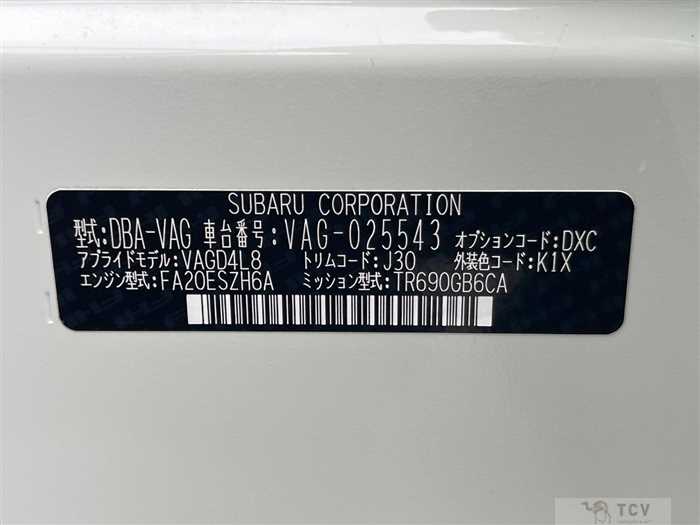 SUBARU CORPORATION
型式:DBA-VAG 車台番号:VAG-025543 オプションコード:DXC
アプライドモデル:VAGD4L8 トリムコード:J30 外装色コード:K1X
エンジン型式:FA20ESZH6A ミッション型式:TR690GB6CA
TCV